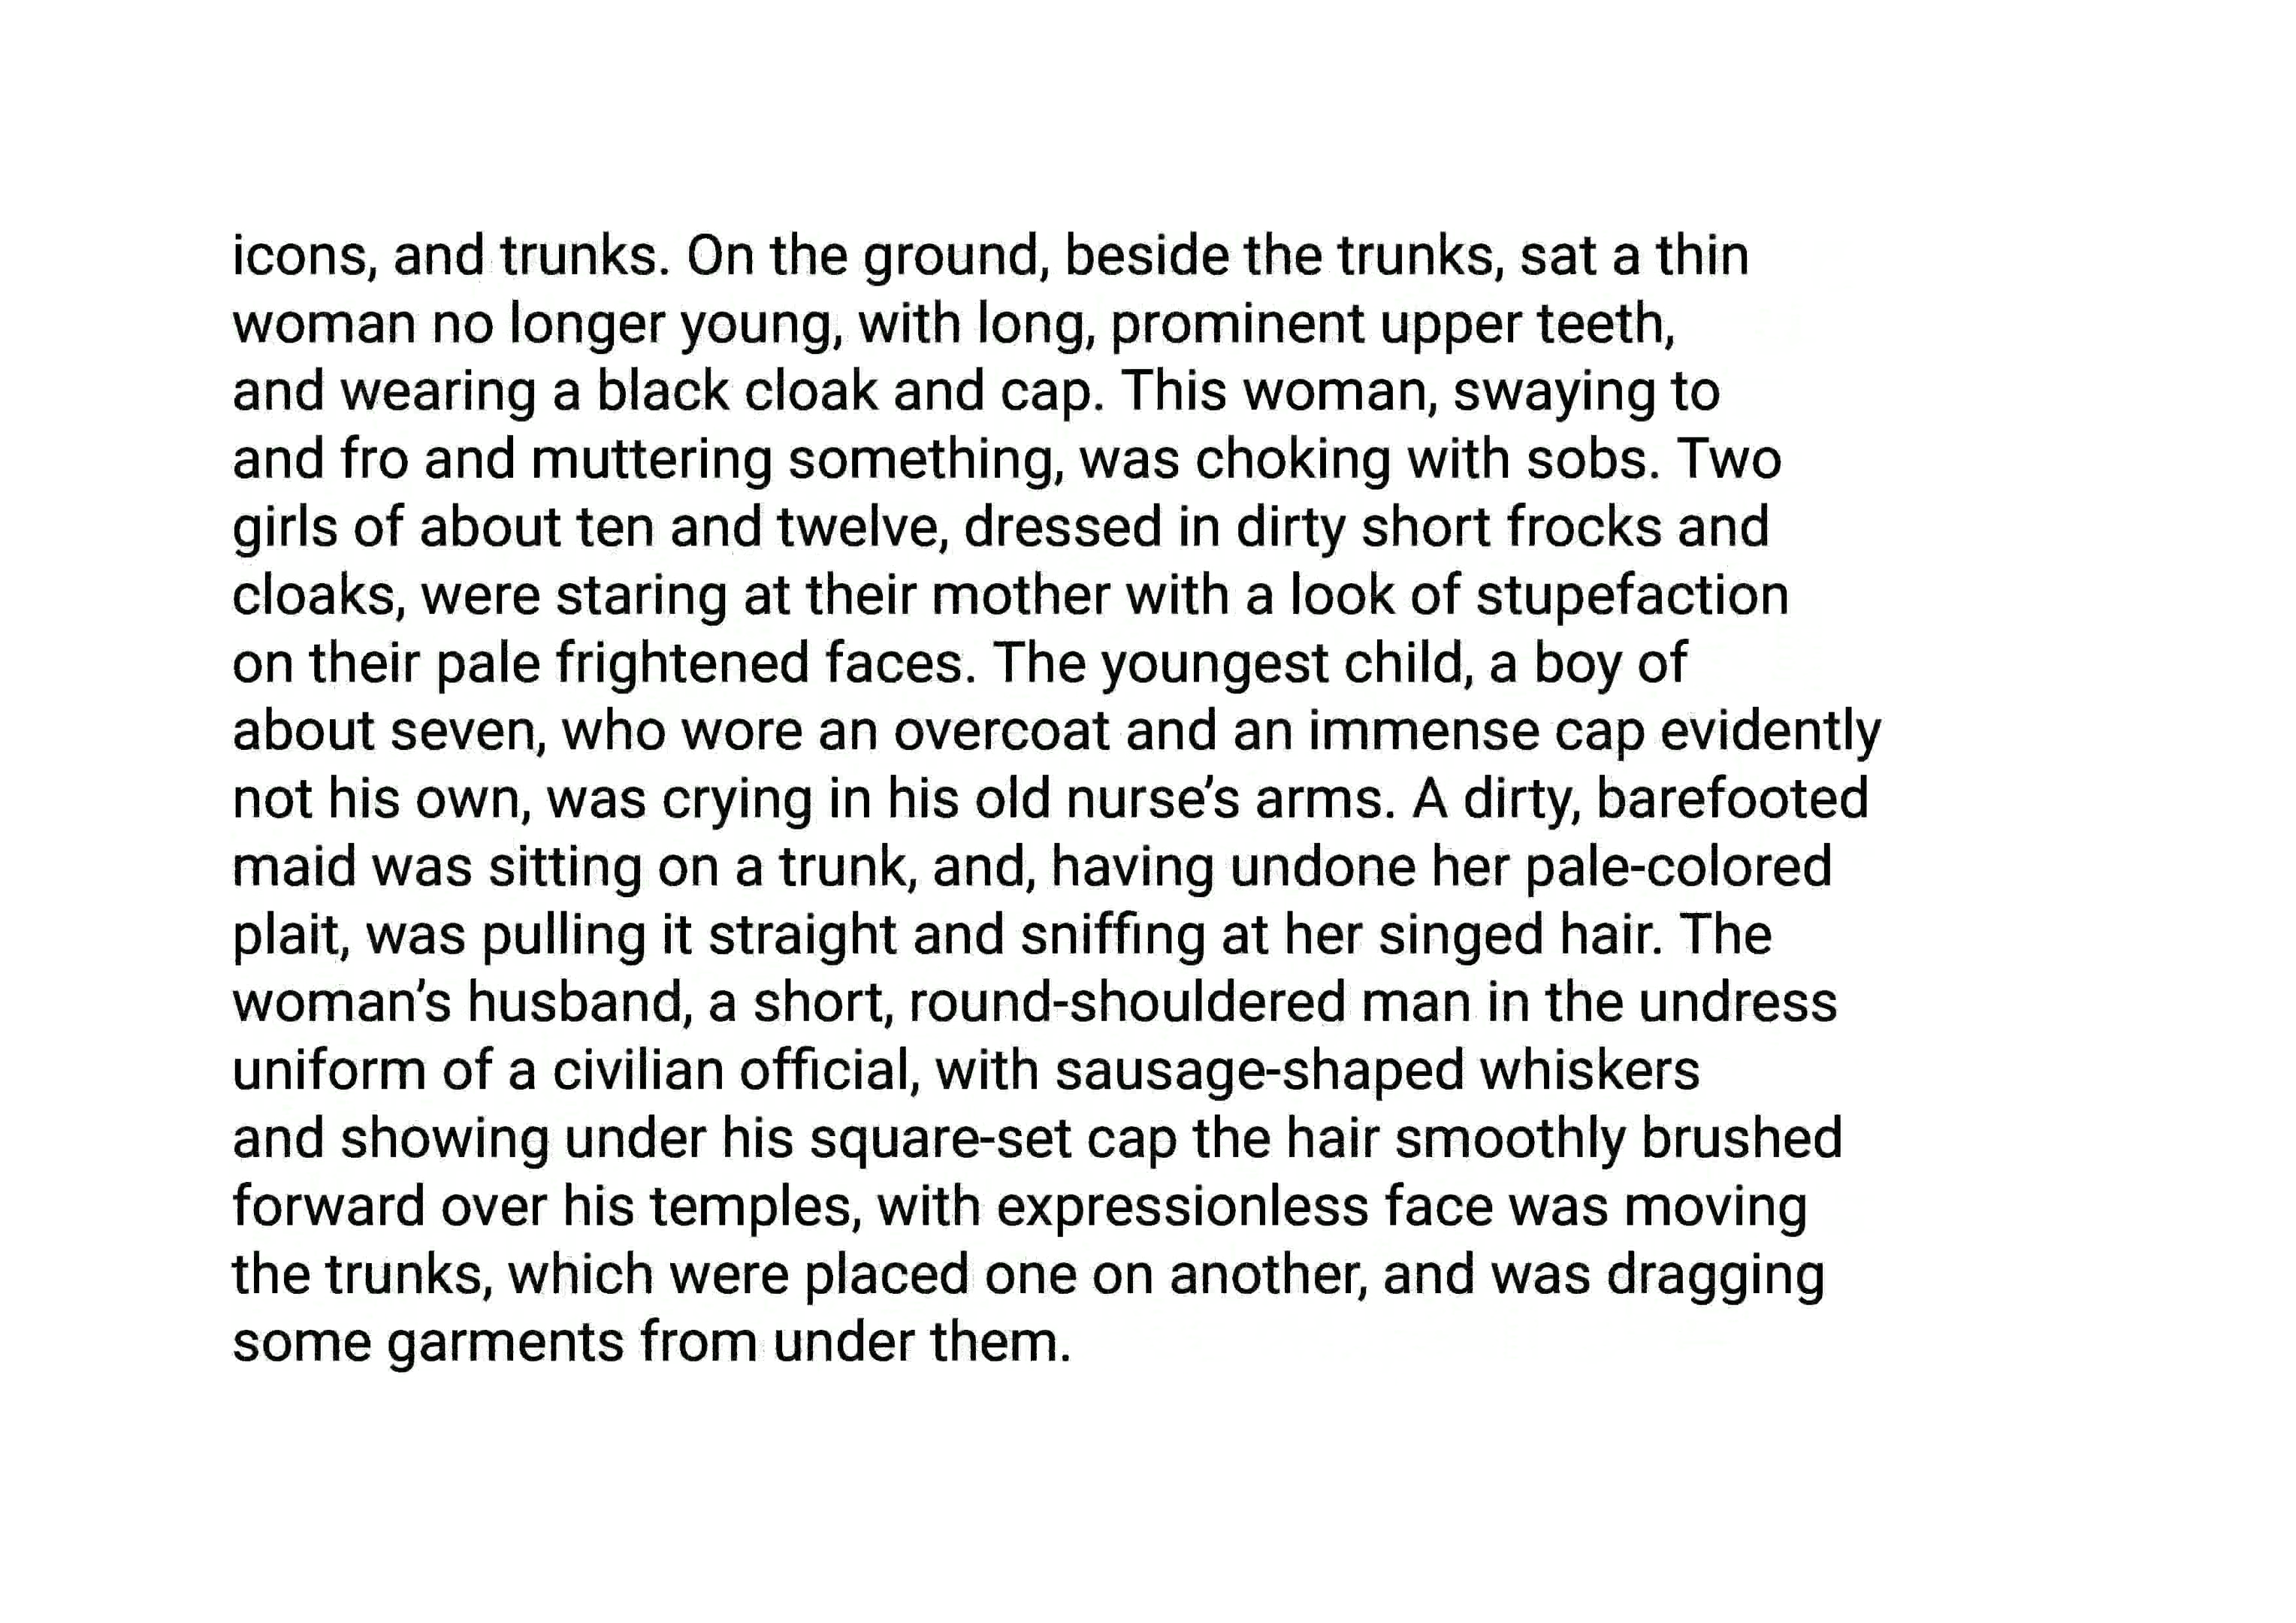 icons, and trunks. On the ground, beside the trunks, sat a thin
woman no longer young, with long, prominent upper teeth,
and wearing a black cloak and cap. This woman, swaying to
and fro and muttering something, was choking with sobs. Two
girls of about ten and twelve, dressed in dirty short frocks and
cloaks, were staring at their mother with a look of stupefaction
on their pale frightened faces. The youngest child, a boy of
about seven, who wore an overcoat and an immense cap evidently
not his own, was crying in his old nurse’s arms. A dirty, barefooted
maid was sitting on a trunk, and, having undone her pale-colored
plait, was pulling it straight and sniffing at her singed hair. The
woman’s husband, a short, round-shouldered man in the undress
uniform of a civilian official, with sausage-shaped whiskers
and showing under his square-set cap the hair smoothly brushed
forward over his temples, with expressionless face was moving
the trunks, which were placed one on another, and was dragging
some garments from under them.